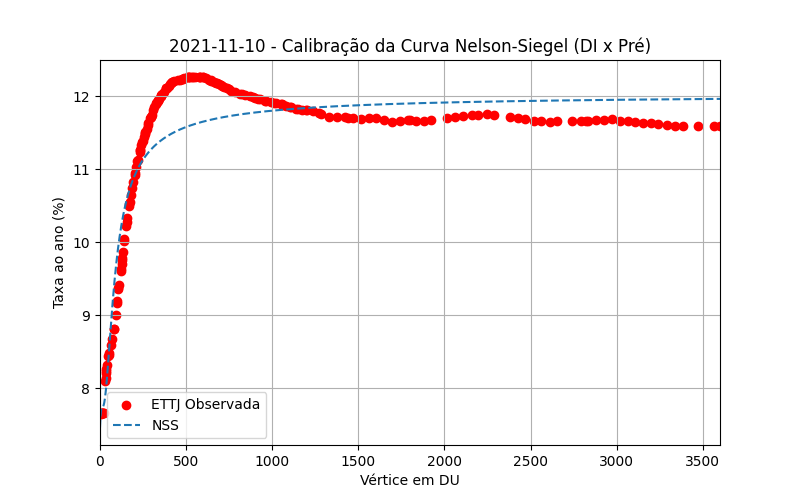 2021-11-10 - Calibração da Curva Nelson-Siegel (DI x Pré)
Taxa ao ano (%)
12
11
10
9
8
ETTJ Observada
NSS
0
500
1000
1500
2000
2500
3000
3500
Vértice em DU